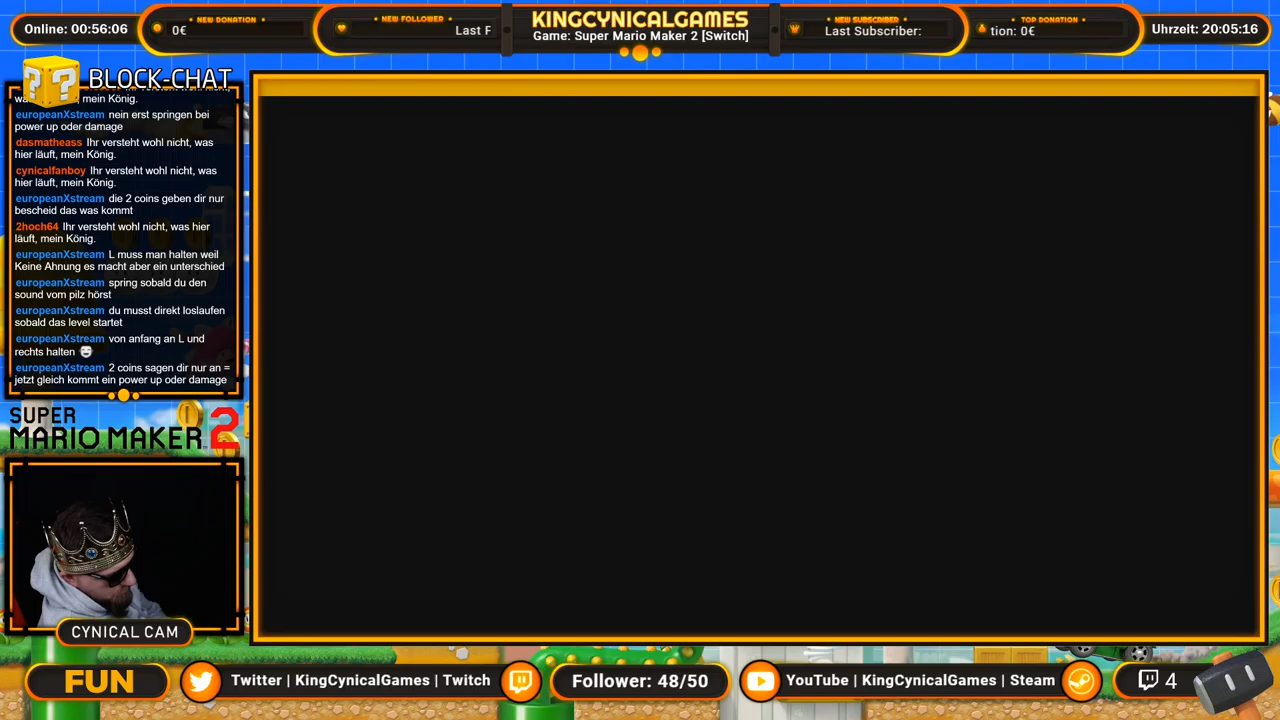 Online: 00:56:06
NEW DONATION
0€
NEW FOLLOWER
Last F
KINGCYNICALGAMES
Game: Super Mario Maker 2 [Switch]
NEW SUBSCRIBER
Last Subscriber:
TOP DONATION
tion: 0€
Uhrzeit: 20:05:16
BLOCK-CHAT
mein König.
europeanXstream nein erst springen bei
power up oder damage
dasmatheass Ihr versteht wohl nicht, was
hier läuft, mein König.
cynicalfanboy Ihr versteht wohl nicht, was
hier läuft, mein König.
europeanXstream die 2 coins geben dir nur
bescheid das was kommt
2hoch64 Ihr versteht wohl nicht, was hier
läuft, mein König.
europeanXstream L muss man halten weil
Keine Ahnung es macht aber ein unterschied
europeanXstream spring sobald du den
sound vom pilz hörst
europeanXstream du musst direkt loslaufen
sobald das level startet
europeanXstream von anfang an L und
rechts halten
europeanXstream 2 coins sagen dir nur an =
jetzt gleich kommt ein power up oder damage
SUPER
MARIO MAKER 2
CYNICAL CAM
FUN
Twitter | KingCynicalGames | Twitch
Follower: 48/50
YouTube | KingCynicalGames | Steam
4